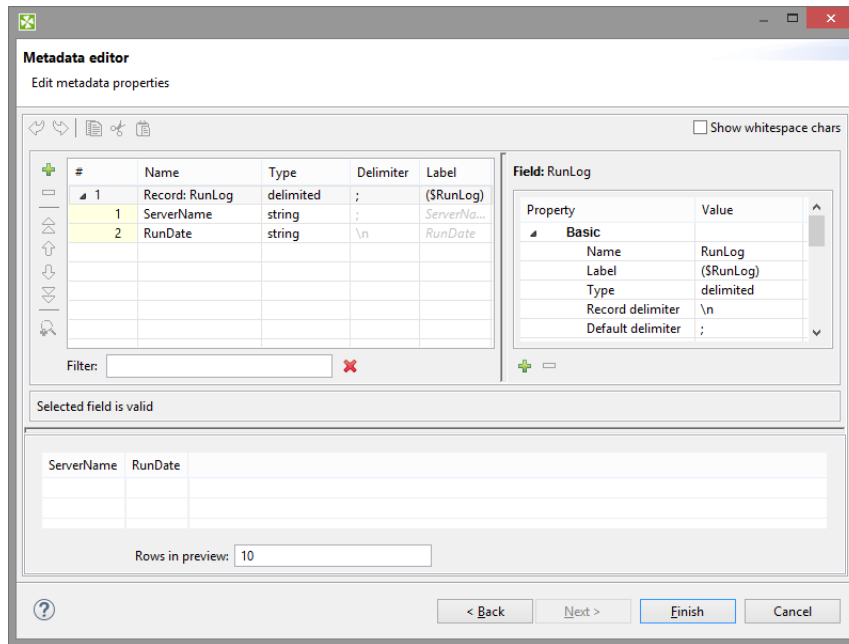 Metadata editor
Edit metadata properties
Show whitespace chars
# Name Type Delimiter Label
1 Record: RunLog delimited ; ($RunLog)
1 ServerName string ; ServerNa...
2 RunDate string \n RunDate
Filter:
Field: RunLog
Property Value
Basic
Name RunLog
Label ($RunLog)
Type delimited
Record delimiter \n
Default delimiter ;
Selected field is valid
ServerName RunDate
Rows in preview: 10
? < Back Next > Finish Cancel